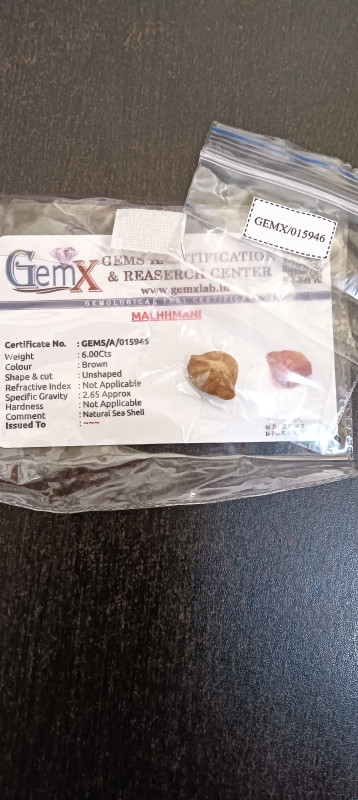 GEMX/015946
GemX
GEMS & CERTIFICATION
& REASERCH CENTER
www.gemxlab.in
GEMOLOGICAL TEST CERTIFICATE
MACHHMANI
Certificate No. : GEMS/A/015945
Weight : 6.00Cts
Colour : Brown
Shape & cut : Unshaped
Refractive Index : Not Applicable
Specific Gravity : 2.65 Approx
Hardness : Not Applicable
Comment : Natural Sea Shell
Issued To : ~~~